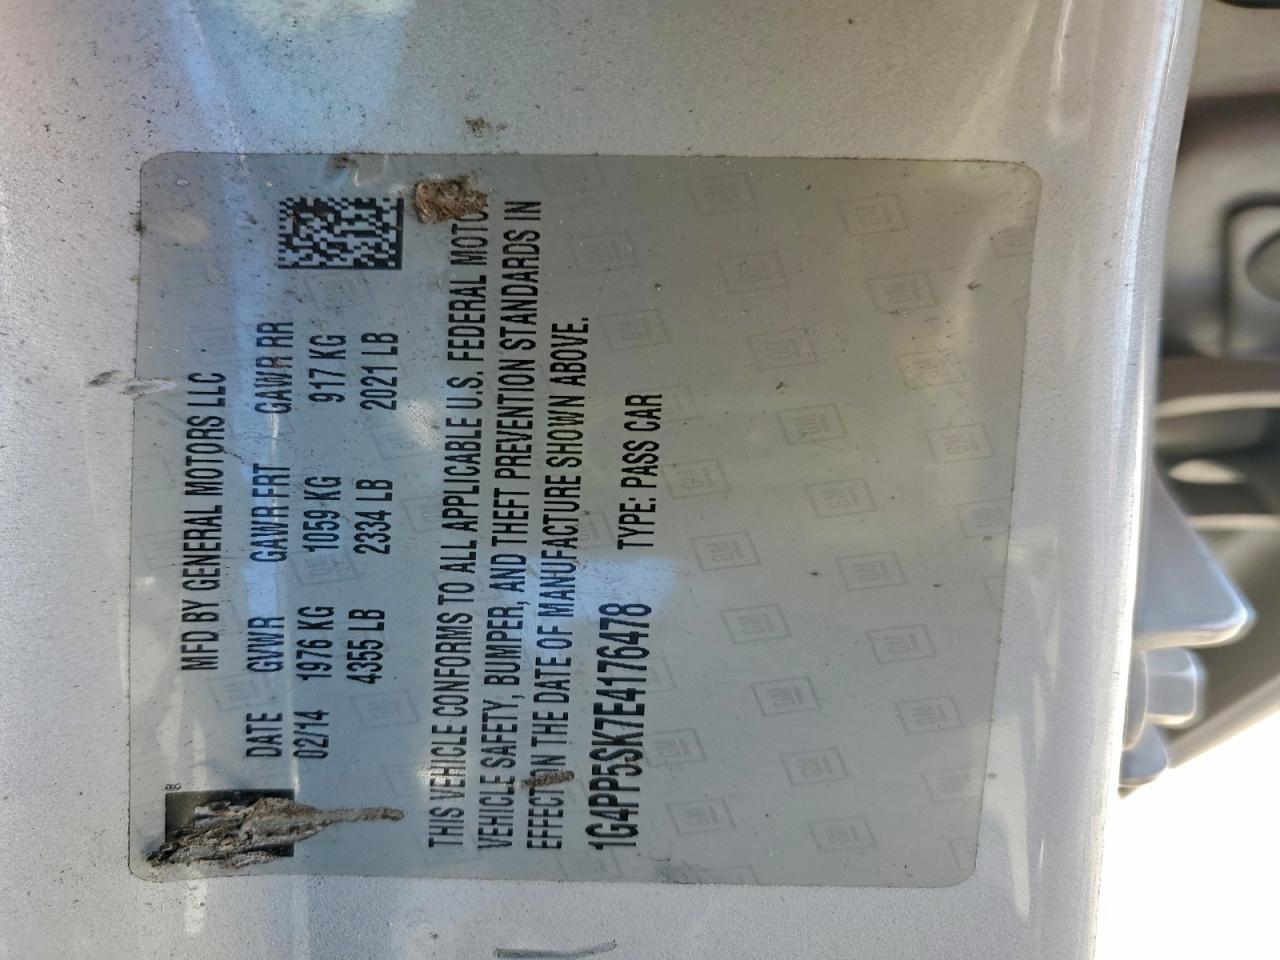 MFD BY GENERAL MOTORS LLC
DATE GVWR GAWR FRT GAWR RR
02/14 1976 KG 1059 KG 917 KG
4355 LB 2334 LB 2021 LB
THIS VEHICLE CONFORMS TO ALL APPLICABLE U.S. FEDERAL
VEHICLE SAFETY, BUMPER, AND THEFT PREVENTION STANDARDS IN
EFFECT ON THE DATE OF MANUFACTURE SHOWN ABOVE.
1G4PP5SK7E4176478 TYPE: PASS CAR